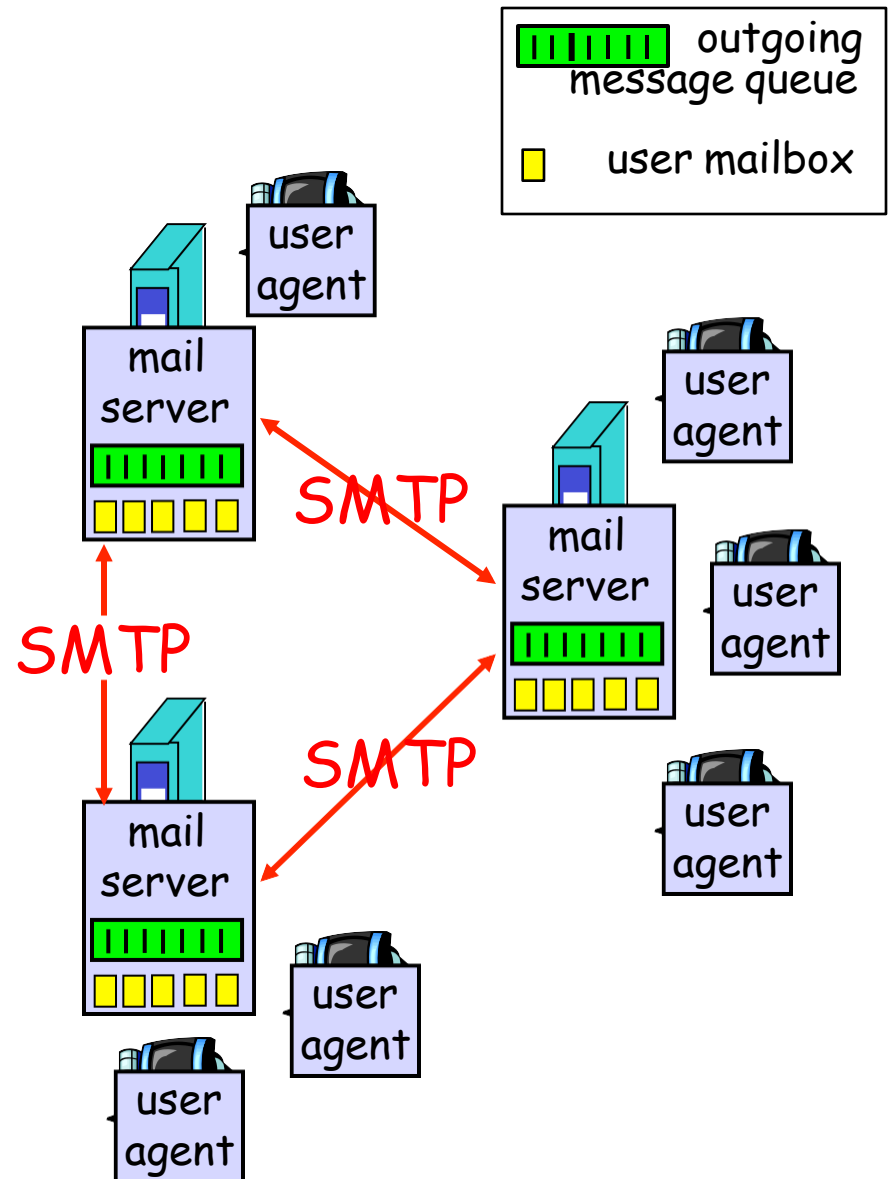 outgoing
message queue
user mailbox
user
agent
mail
server
user
agent
SMTP
mail
server
user
agent
SMTP
SMTP
user
agent
mail
server
user
agent
user
agent